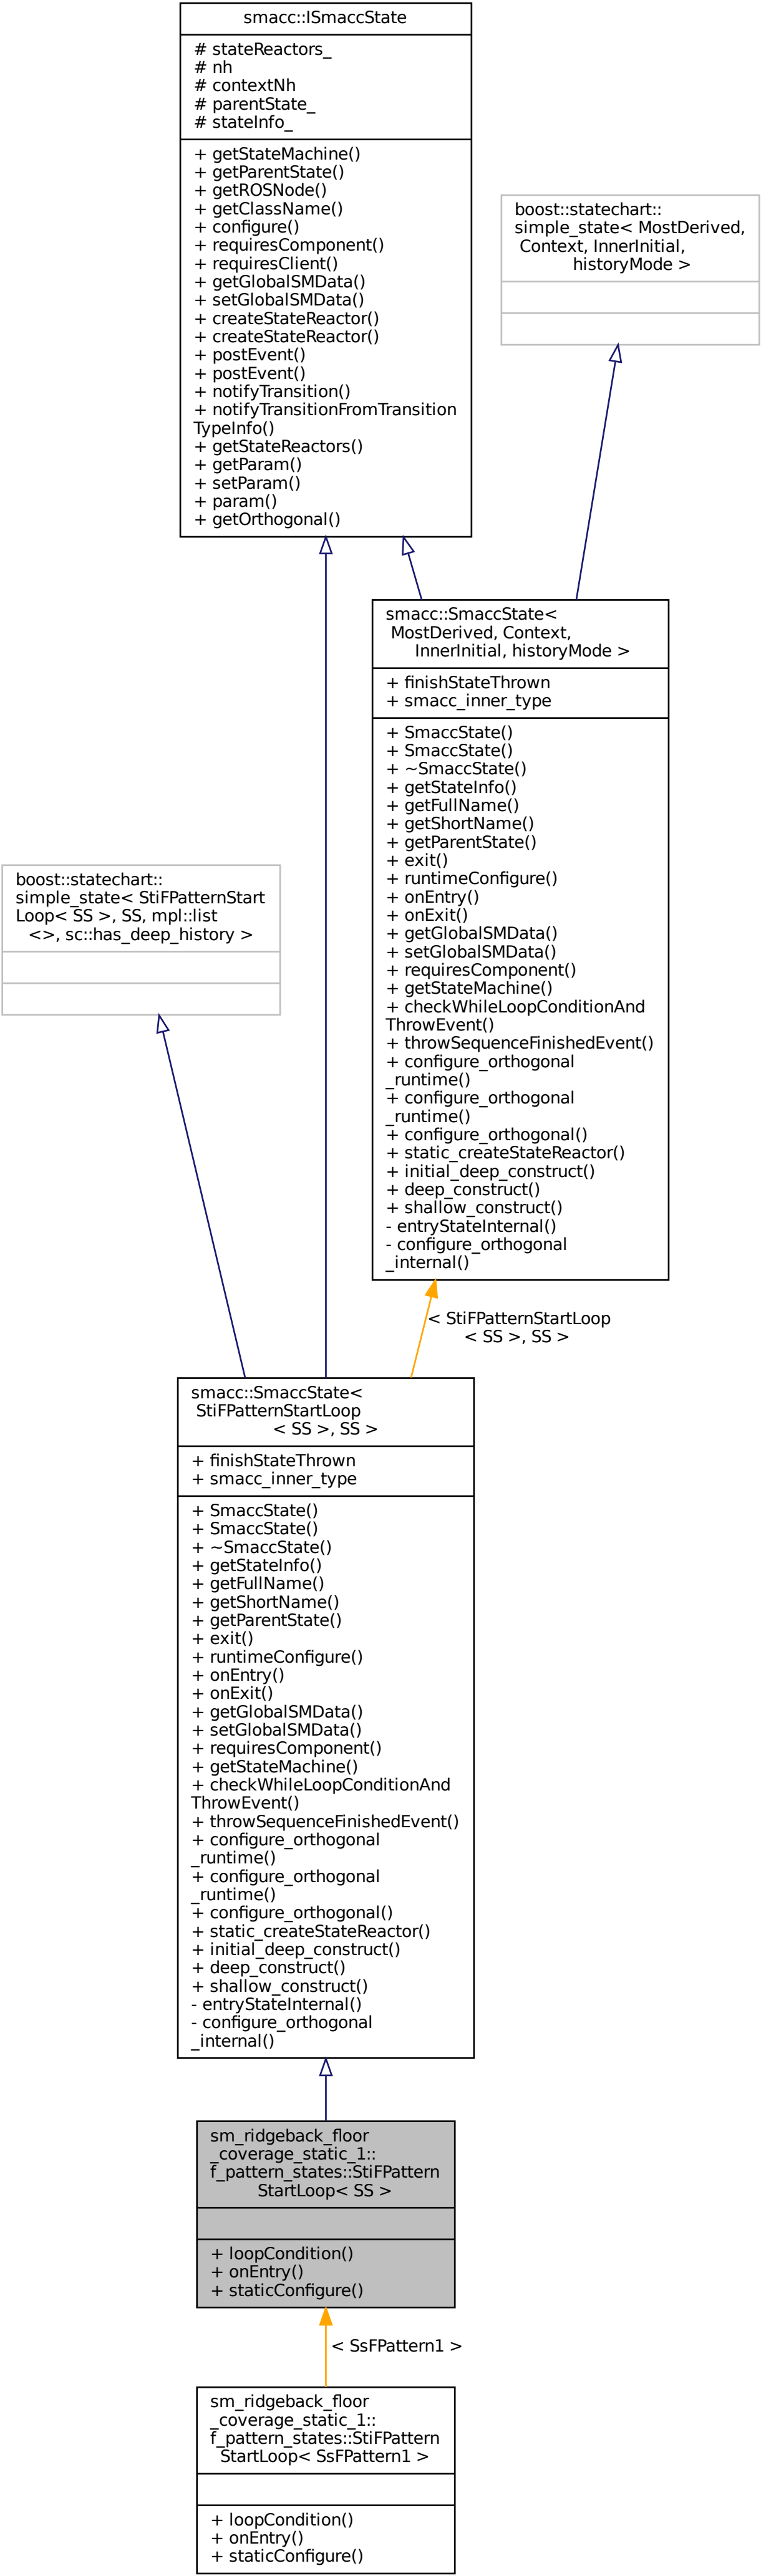 smacc::ISmaccState
# stateReactors_
# nh
# contextNh
# parentState_
# stateInfo_
+ getStateMachine()
+ getParentState()
+ getROSNode()
+ getClassName()
+ configure()
+ requiresComponent()
+ requiresClient()
+ getGlobalSMData()
+ setGlobalSMData()
+ createStateReactor()
+ createStateReactor()
+ postEvent()
+ postEvent()
+ notifyTransition()
+ notifyTransitionFromTransition
TypeInfo()
+ getStateReactors()
+ getParam()
+ setParam()
+ param()
+ getOrthogonal()
boost::statechart::
simple_state< MostDerived,
Context, InnerInitial,
historyMode >
smacc::SmaccState<
MostDerived, Context,
InnerInitial, historyMode >
+ finishStateThrown
+ smacc_inner_type
+ SmaccState()
+ SmaccState()
+ ~SmaccState()
+ getStateInfo()
+ getFullName()
+ getShortName()
+ getParentState()
+ exit()
+ runtimeConfigure()
+ onEntry()
+ onExit()
+ getGlobalSMData()
+ setGlobalSMData()
+ requiresComponent()
+ getStateMachine()
+ checkWhileLoopConditionAnd
ThrowEvent()
+ throwSequenceFinishedEvent()
+ configure_orthogonal
_runtime()
+ configure_orthogonal
_runtime()
+ configure_orthogonal()
+ static_createStateReactor()
+ initial_deep_construct()
+ deep_construct()
+ shallow_construct()
- entryStateInternal()
- configure_orthogonal
_internal()
boost::statechart::
simple_state< StiFPatternStart
Loop< SS >, SS, mpl::list
<>, sc::has_deep_history >
< StiFPatternStartLoop
< SS >, SS >
smacc::SmaccState<
StiFPatternStartLoop
< SS >, SS >
+ finishStateThrown
+ smacc_inner_type
+ SmaccState()
+ SmaccState()
+ ~SmaccState()
+ getStateInfo()
+ getFullName()
+ getShortName()
+ getParentState()
+ exit()
+ runtimeConfigure()
+ onEntry()
+ onExit()
+ getGlobalSMData()
+ setGlobalSMData()
+ requiresComponent()
+ getStateMachine()
+ checkWhileLoopConditionAnd
ThrowEvent()
+ throwSequenceFinishedEvent()
+ configure_orthogonal
_runtime()
+ configure_orthogonal
_runtime()
+ configure_orthogonal()
+ static_createStateReactor()
+ initial_deep_construct()
+ deep_construct()
+ shallow_construct()
- entryStateInternal()
- configure_orthogonal
_internal()
sm_ridgeback_floor
_coverage_static_1::
f_pattern_states::StiFPattern
StartLoop< SS >
+ loopCondition()
+ onEntry()
+ staticConfigure()
< SsFPattern1 >
sm_ridgeback_floor
_coverage_static_1::
f_pattern_states::StiFPattern
StartLoop< SsFPattern1 >
+ loopCondition()
+ onEntry()
+ staticConfigure()